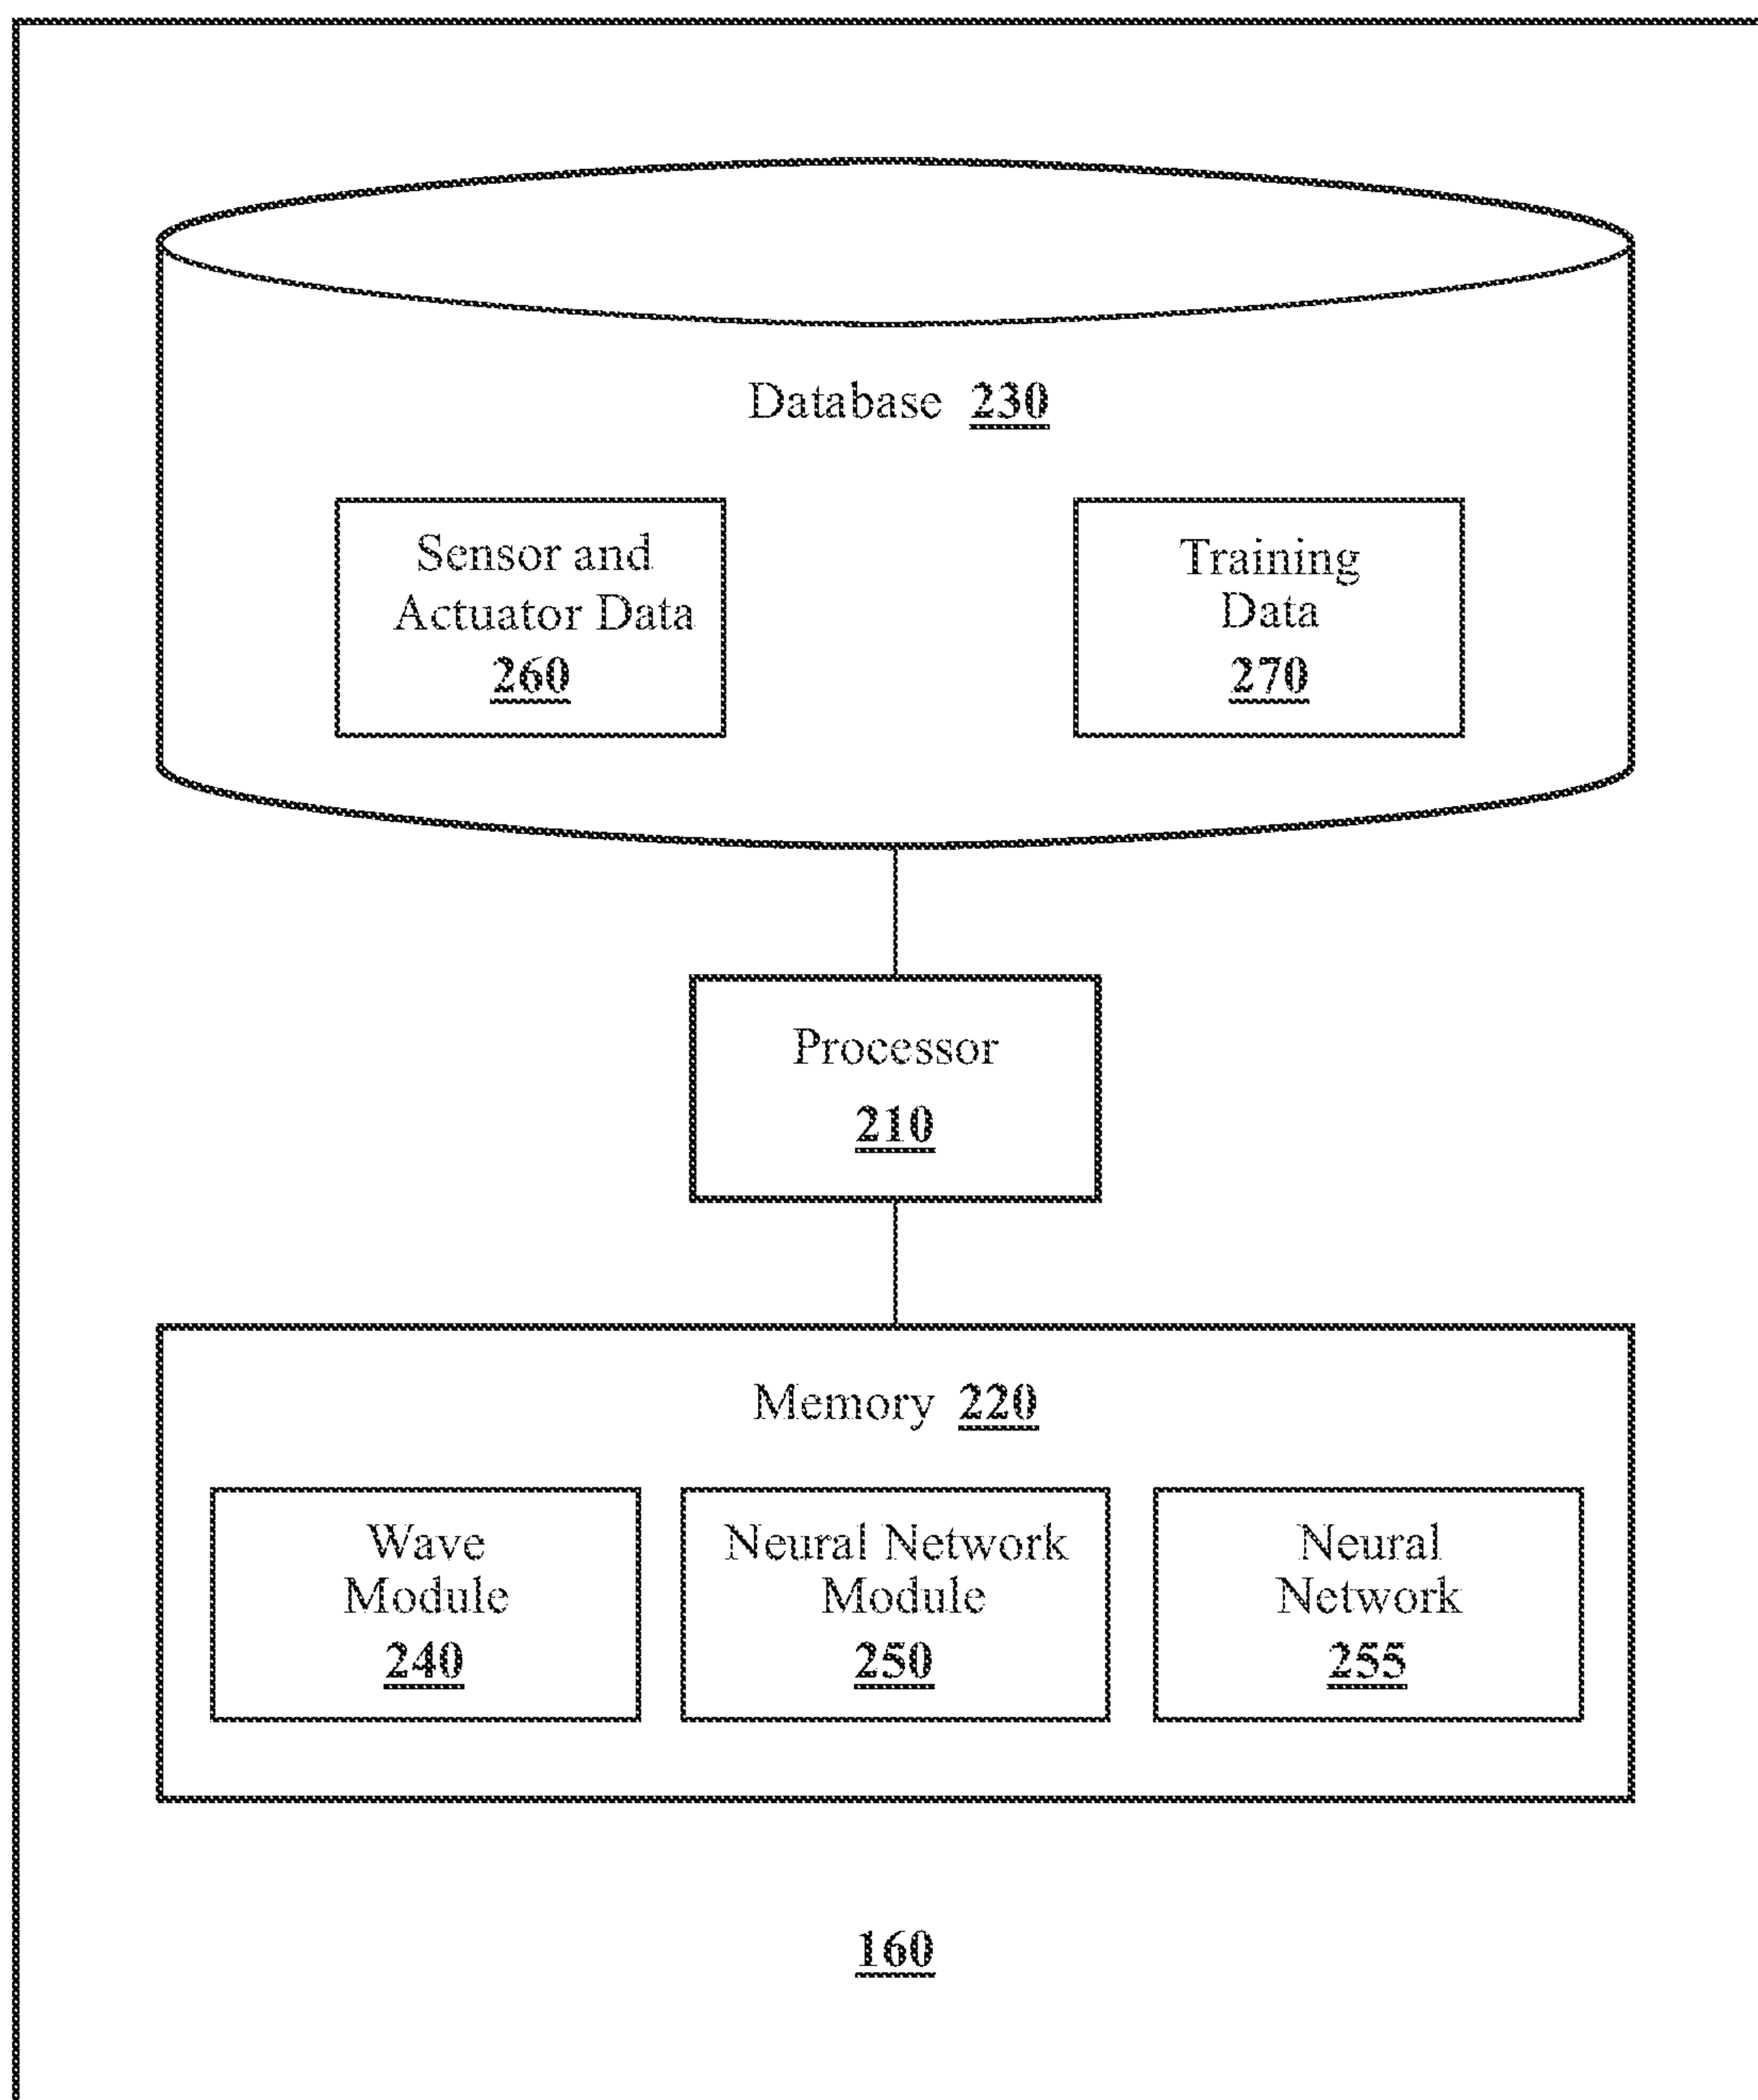 Database 230
Sensor and
Actuator Data
260
Training
Data
270
Processor
210
Memory 220
Wave
Module
240
Neural Network
Module
250
Neural
Network
255
160